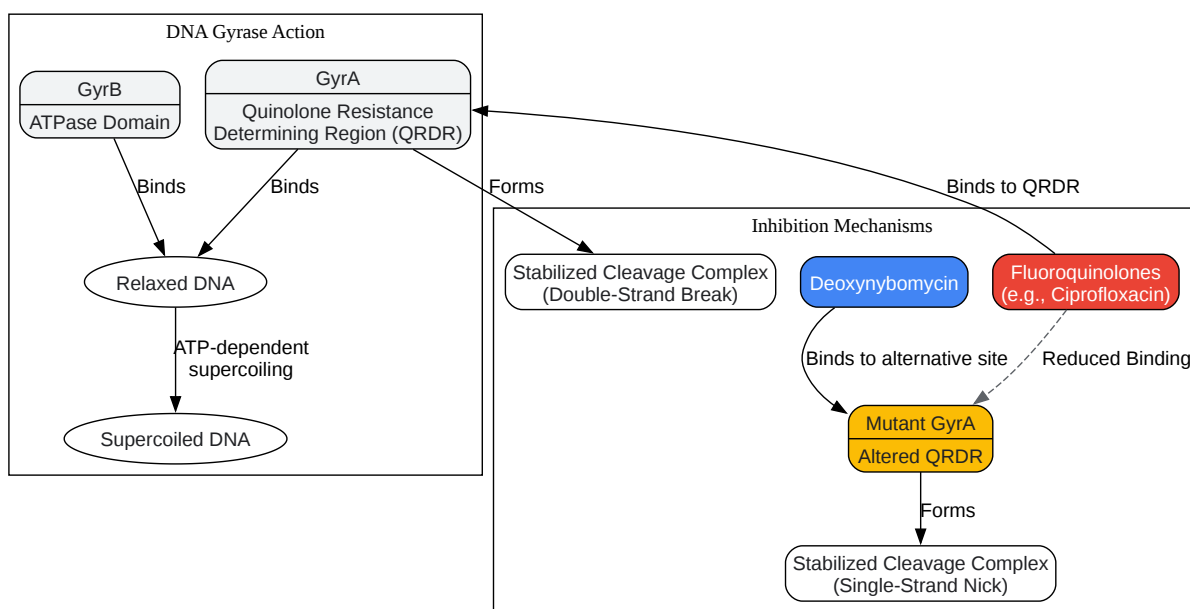 DNA Gyrase Action
GyrB
ATPase Domain
GyrA
Quinolone Resistance
Determining Region (QRDR)
Binds
Binds
Forms
Binds to QRDR
Relaxed DNA
ATP-dependent
supercoiling
Supercoiled DNA
Inhibition Mechanisms
Stabilized Cleavage Complex
(Double-Strand Break)
Deoxynybomycin
Fluoroquinolones
(e.g., Ciprofloxacin)
Binds to alternative site
Reduced Binding
Mutant GyrA
Altered QRDR
Forms
Stabilized Cleavage Complex
(Single-Strand Nick)